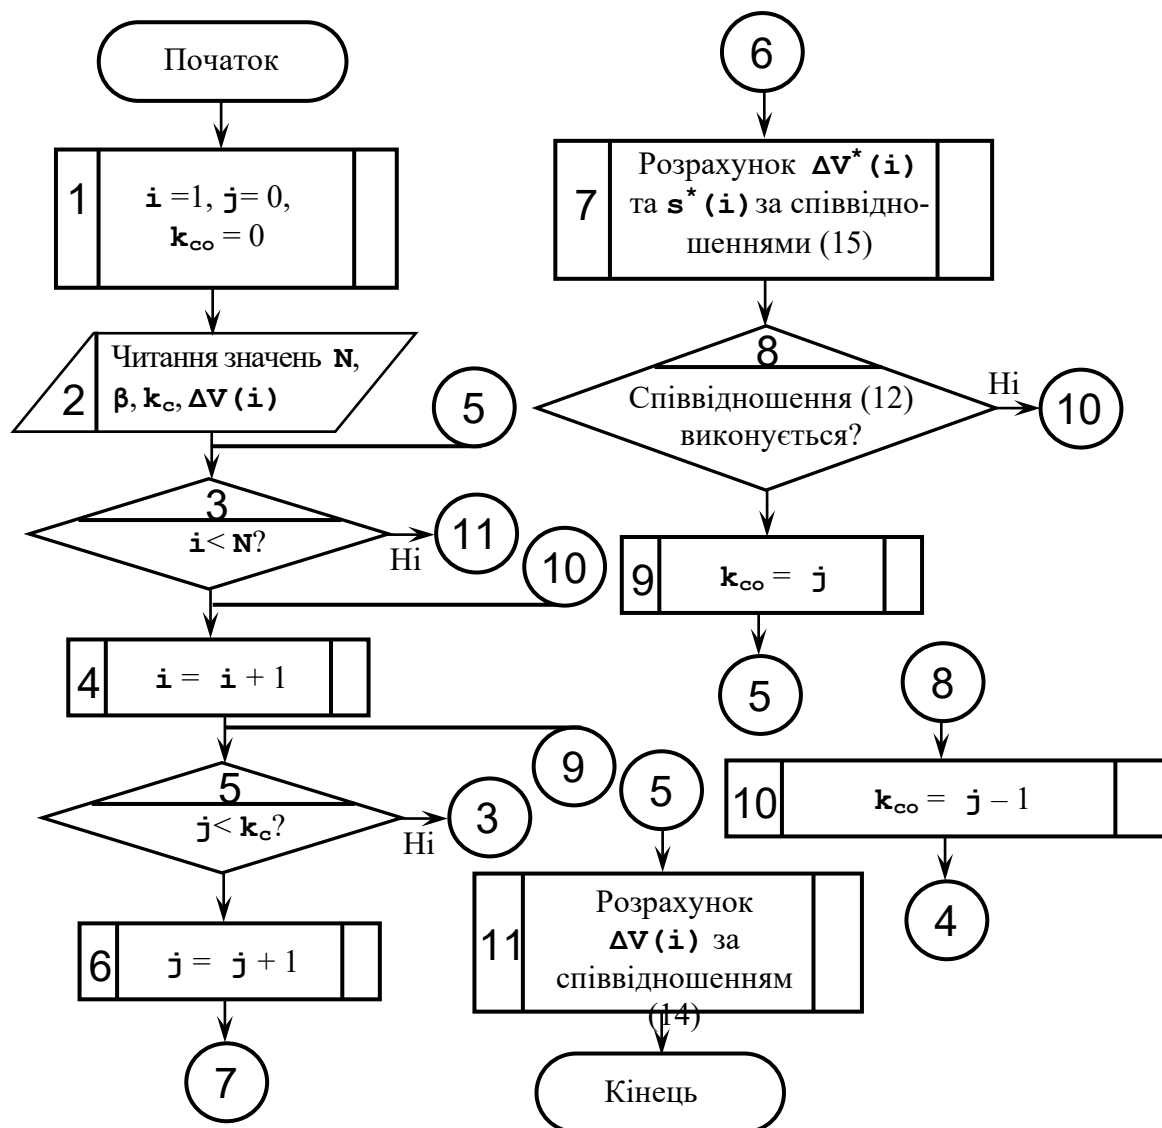 Початок
1
i =1, j= 0,
kco = 0
2
Читання значень N,
β, kc, ΔV(i)
5
3
i< N?
Ні
11
10
4
i = i + 1
9
5
j< kc?
Ні
3
6
j = j + 1
7
6
7
Розрахунок ΔV*(i)
та s*(i) за співвідно-
шеннями (15)
8
Співвідношення (12)
виконується?
Ні
10
9
kco = j
5
8
10
kco = j – 1
4
5
11
Розрахунок
ΔV(i) за
співвідношенням
(14)
Кінець